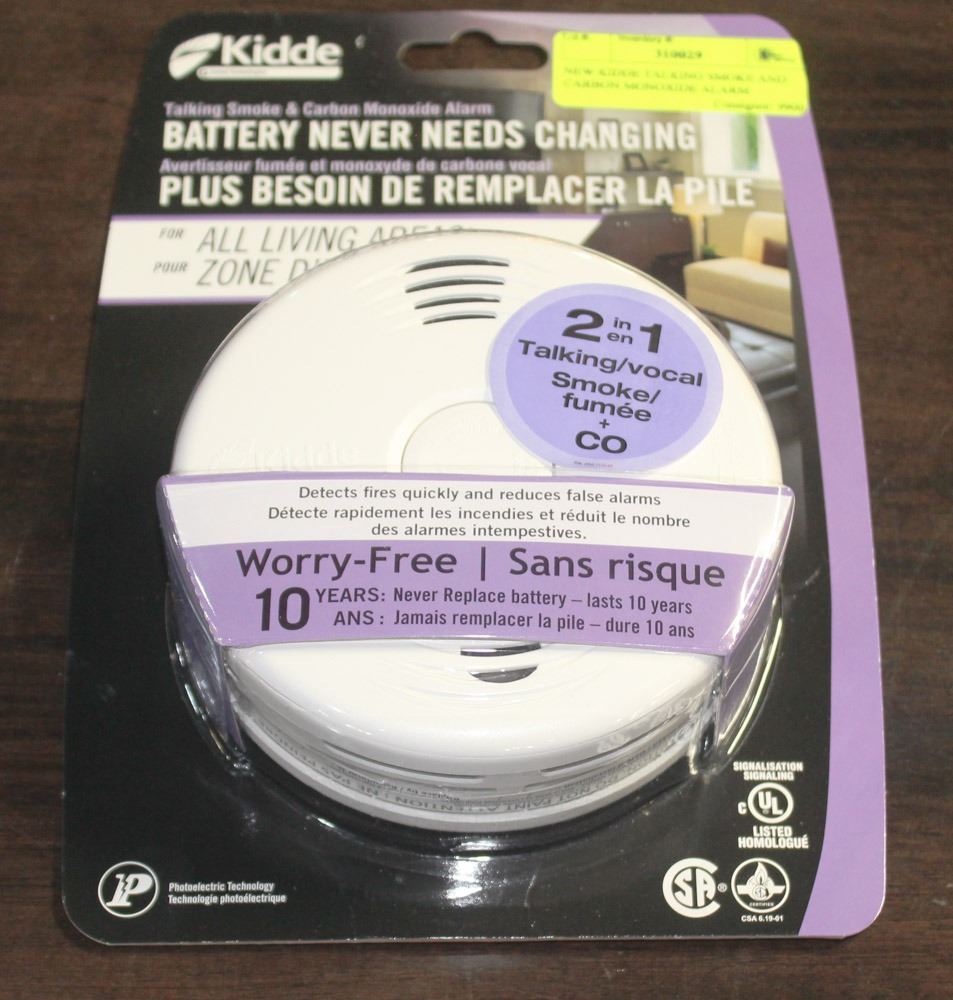 Kidde
Inventory #:
310029
NEW KIDDE TALKING SMOKE AND
CARBON MONOXIDE ALARM
Talking Smoke & Carbon Monoxide Alarm
BATTERY NEVER NEEDS CHANGING
Avertisseur fumée et monoxyde de carbone vocal
PLUS BESOIN DE REMPLACER LA PILE
FOR ALL LIVING AREAS
POUR ZONE D'
2 in en 1
Talking/vocal
Smoke/
fumée
+
CO
Kidde
Detects fires quickly and reduces false alarms
Détecte rapidement les incendies et réduit le nombre
des alarmes intempestives.
Worry-Free | Sans risque
10 YEARS: Never Replace battery – lasts 10 years
ANS : Jamais remplacer la pile – dure 10 ans
SIGNALISATION
SIGNALING
C UL
LISTED
HOMOLOGUÉ
P
Photoelectric Technology
Technologie photoélectrique
SA ®
CERTIFIED
CSA 6.19-01